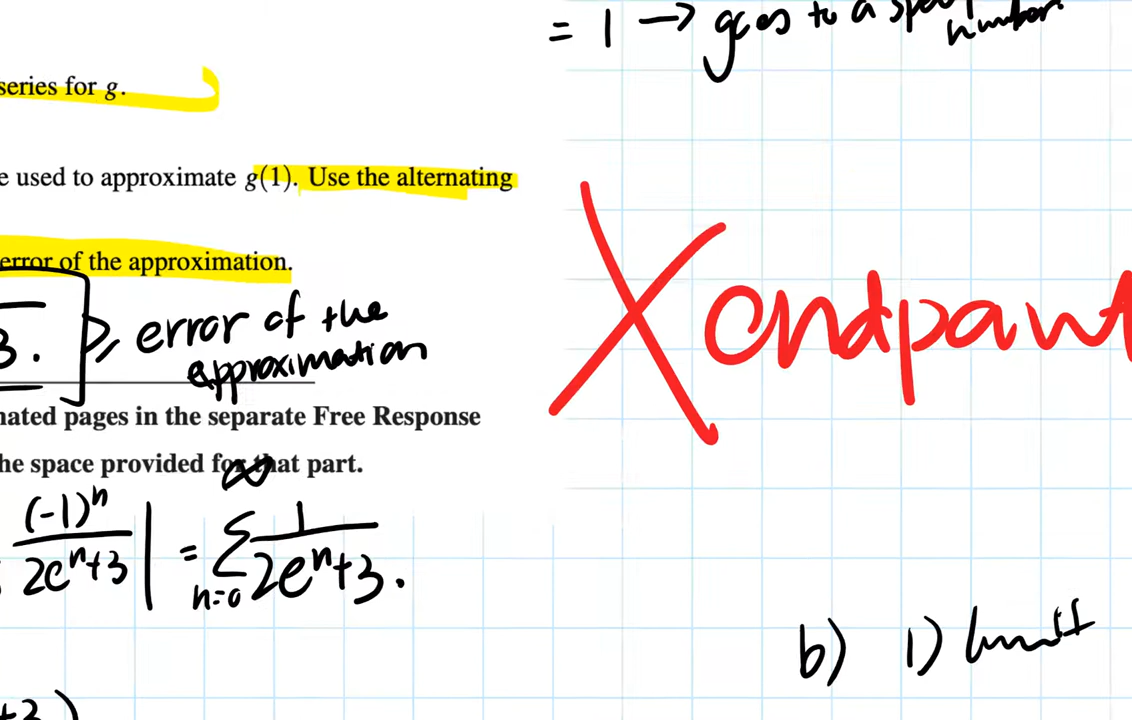 = 1 → goes to a
number.
series for g.
e used to approximate g(1). Use the alternating
error of the approximation.
3. ≥ error of the
approximation
X endpoint
nated pages in the separate Free Response
he space provided for that part.
(-1)^n / 2e^n+3 | = ∞ Σ n=0 1 / 2e^n+3.
b) 1) limit
+3)